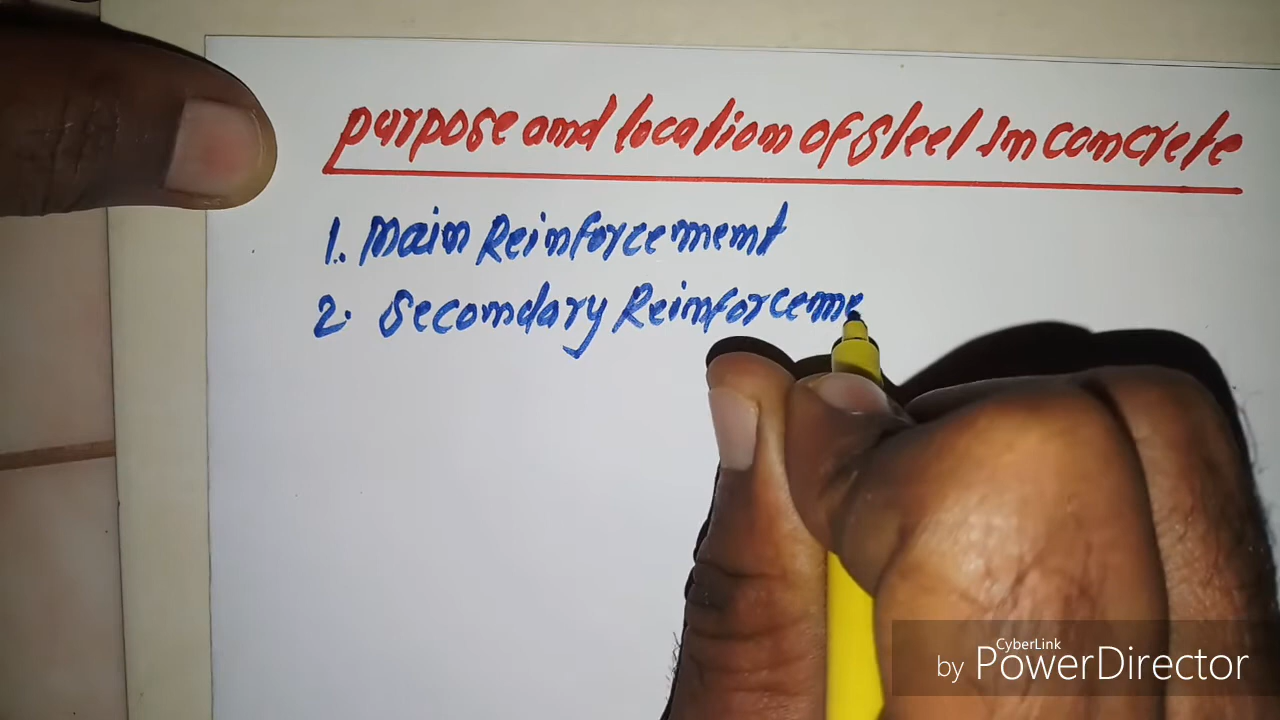 purpose and location of steel in concrete
1. Main Reinforcement
2. Secondary Reinforceme
CyberLink
by PowerDirector